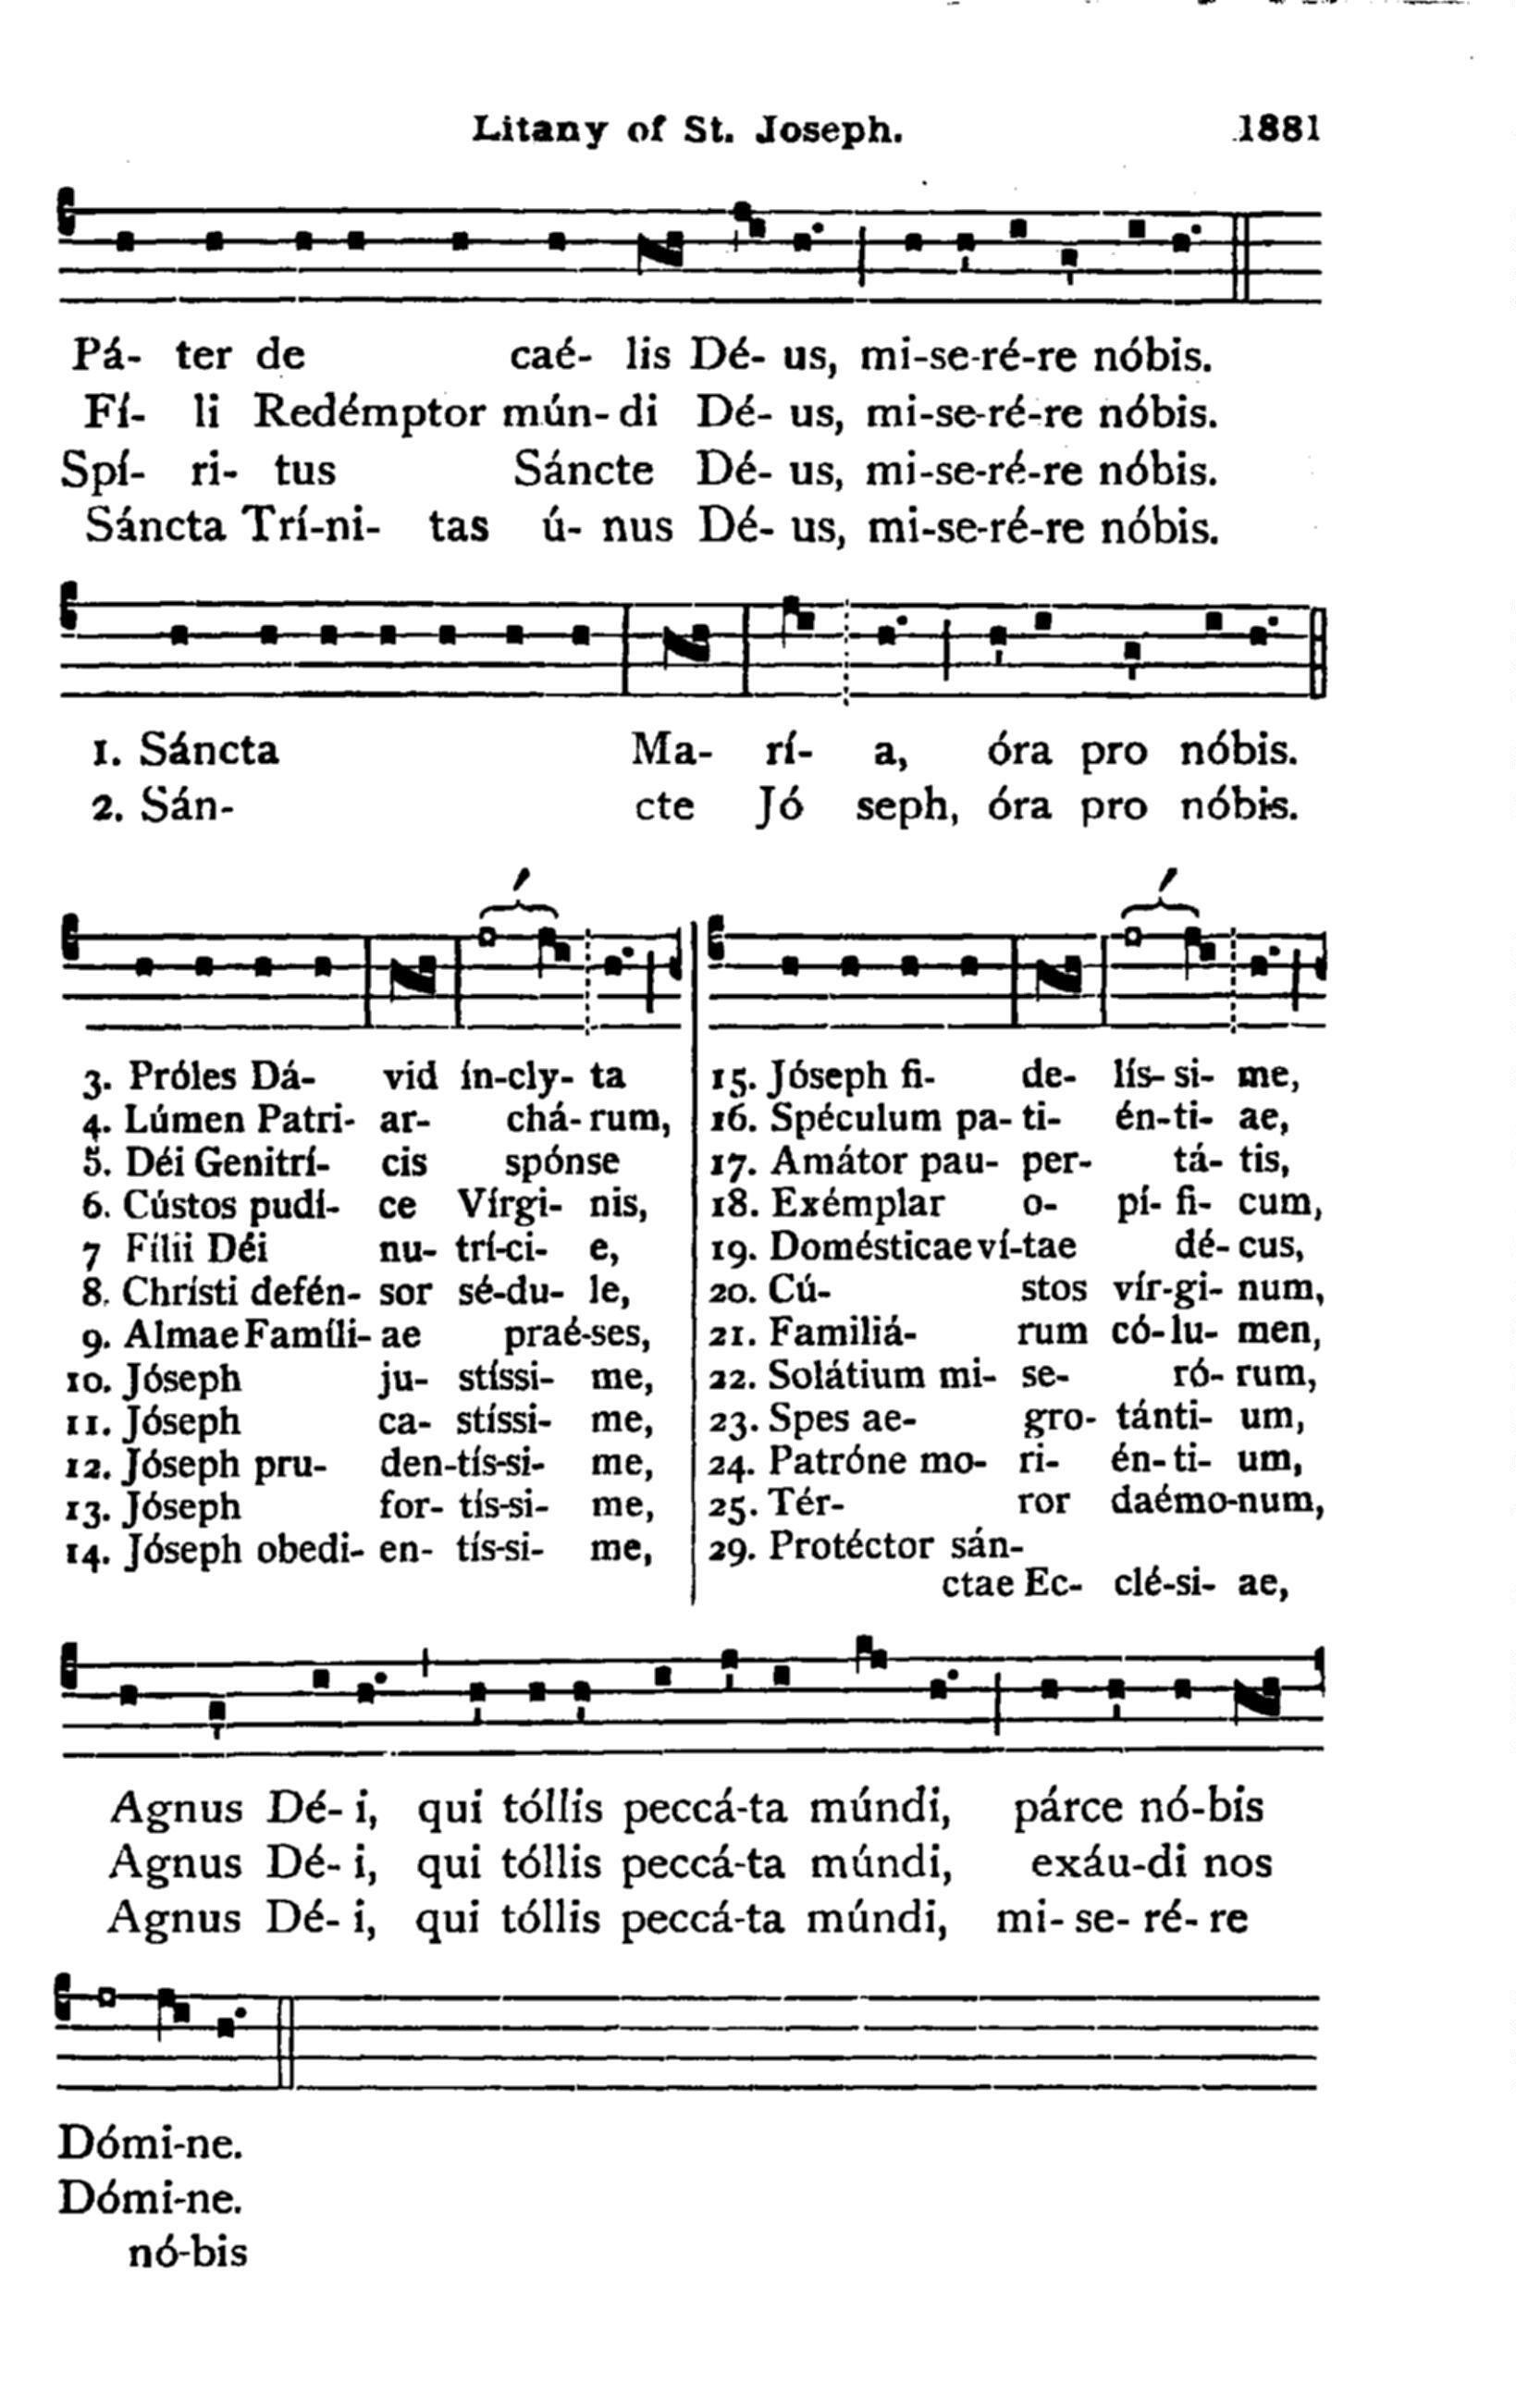 Litany of St. Joseph. 1881
Pá- ter de caé- lis Dé- us, mi-se-ré-re nóbis.
Fí- li Redémptor mún- di Dé- us, mi-se-ré-re nóbis.
Spí- ri- tus Sáncte Dé- us, mi-se-ré-re nóbis.
Sáncta Trí-ni- tas ú- nus Dé- us, mi-se-ré-re nóbis.
1. Sáncta Ma- rí- a, óra pro nóbis.
2. Sán- cte Jó seph, óra pro nóbis.
3. Próles Dá- vid ín-cly- ta
4. Lúmen Patri- ar- chá- rum,
5. Déi Genitrí- cis spónse
6. Cústos pudí- ce Vírgi- nis,
7 Fílii Déi nu- trí-ci- e,
8. Christi defén- sor sé-du- le,
9. Almae Famíli- ae praé-ses,
10. Jóseph ju- stíssi- me,
11. Jóseph ca- stíssi- me,
12. Jóseph pru- den-tís-si- me,
13. Jóseph for- tís-si- me,
14. Jóseph obedi- en- tís-si- me,
15. Jóseph fi- de- lís- si- me,
16. Spéculum pa- ti- én-ti- ae,
17. Amátor pau- per- tá- tis,
18. Exémplar o- pí- fi- cum,
19. Domésticae ví-tae dé- cus,
20. Cú- stos vír-gi- num,
21. Familiá- rum có-lu- men,
22. Solátium mi- se- ró- rum,
23. Spes ae- gro- tánti- um,
24. Patróne mo- ri- én- ti- um,
25. Tér- ror daémo-num,
29. Protéctor sán-
ctae Ec- clé-si- ae,
Agnus Dé- i, qui tóllis peccá-ta múndi, párce nó-bis
Agnus Dé- i, qui tóllis peccá-ta múndi, exáu-di nos
Agnus Dé- i, qui tóllis peccá-ta múndi, mi- se- ré- re
Dómi-ne.
Dómi-ne.
nó-bis